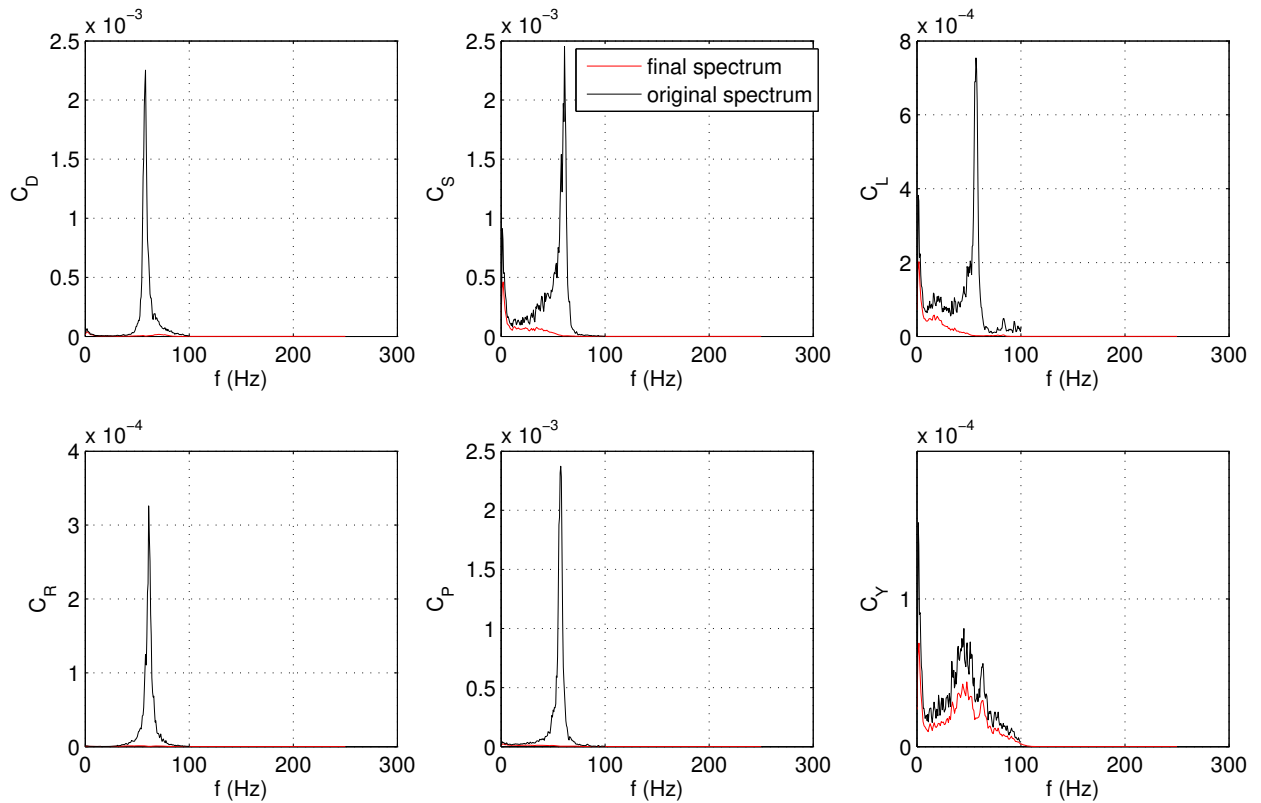 x 10⁻³
2.5
2
1.5
1
0.5
0
0 100 200 300
f (Hz)
C_D
x 10⁻³
2.5
2
1.5
1
0.5
0
0 100 200 300
f (Hz)
C_S
final spectrum
original spectrum
x 10⁻⁴
8
6
4
2
0
0 100 200 300
f (Hz)
C_L
x 10⁻⁴
4
3
2
1
0
0 100 200 300
f (Hz)
C_R
x 10⁻³
2.5
2
1.5
1
0.5
0
0 100 200 300
f (Hz)
C_P
x 10⁻⁴
1
0
0 100 200 300
f (Hz)
C_Y